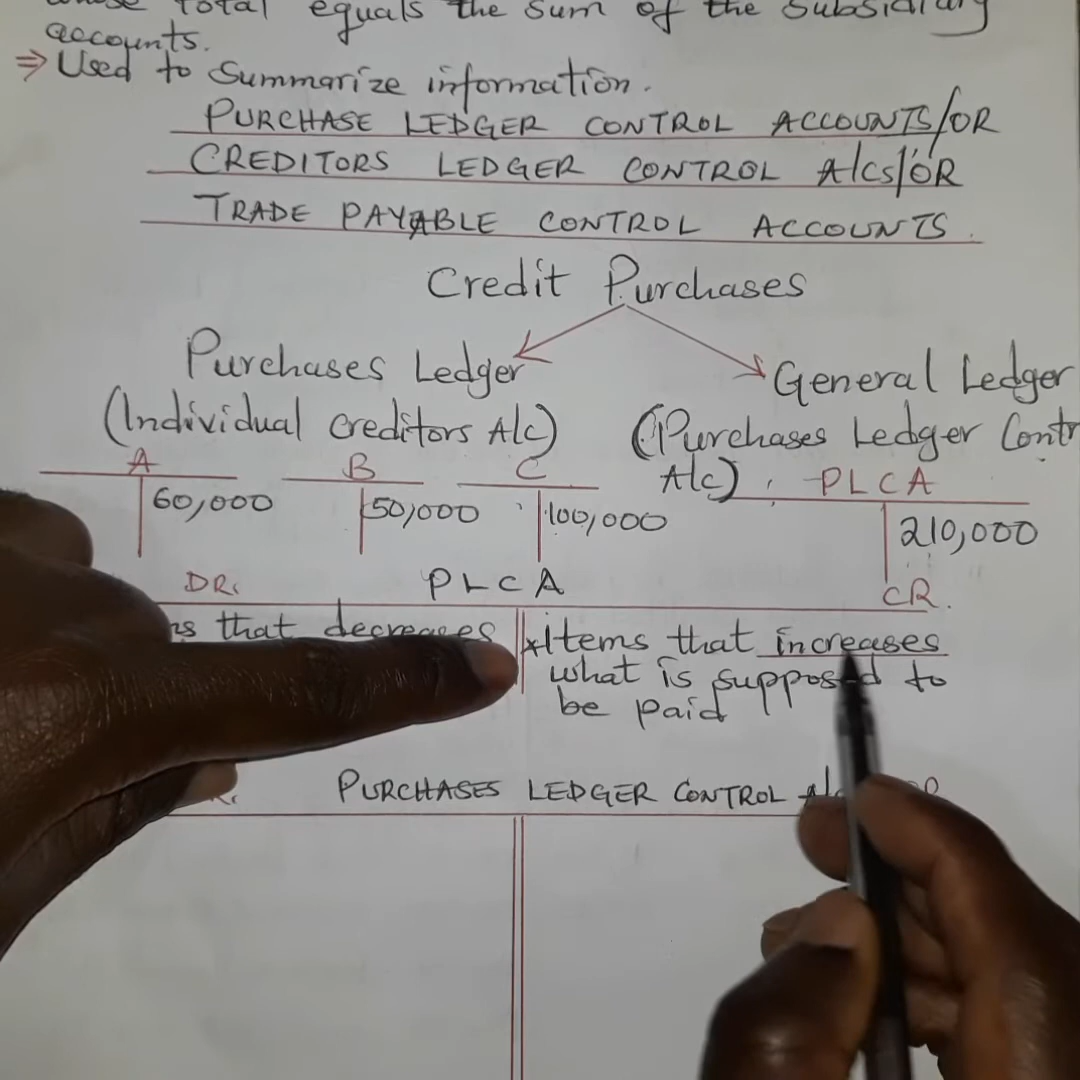 total equals the sum of the subsidiary
accounts.
⇒ Used to summarize information.
PURCHASE LEDGER CONTROL ACCOUNTS/OR
CREDITORS LEDGER CONTROL A/Cs/OR
TRADE PAYABLE CONTROL ACCOUNTS.
Credit Purchases
Purchases Ledger
General Ledger
(Individual Creditors A/C)
(Purchases Ledger Contr
A/C).
A B C
PLCA
60,000 50,000 100,000
210,000
DR. PLCA CR.
that decreases
*Items that increases
what is supposed to
be paid
PURCHASES LEDGER CONTROL